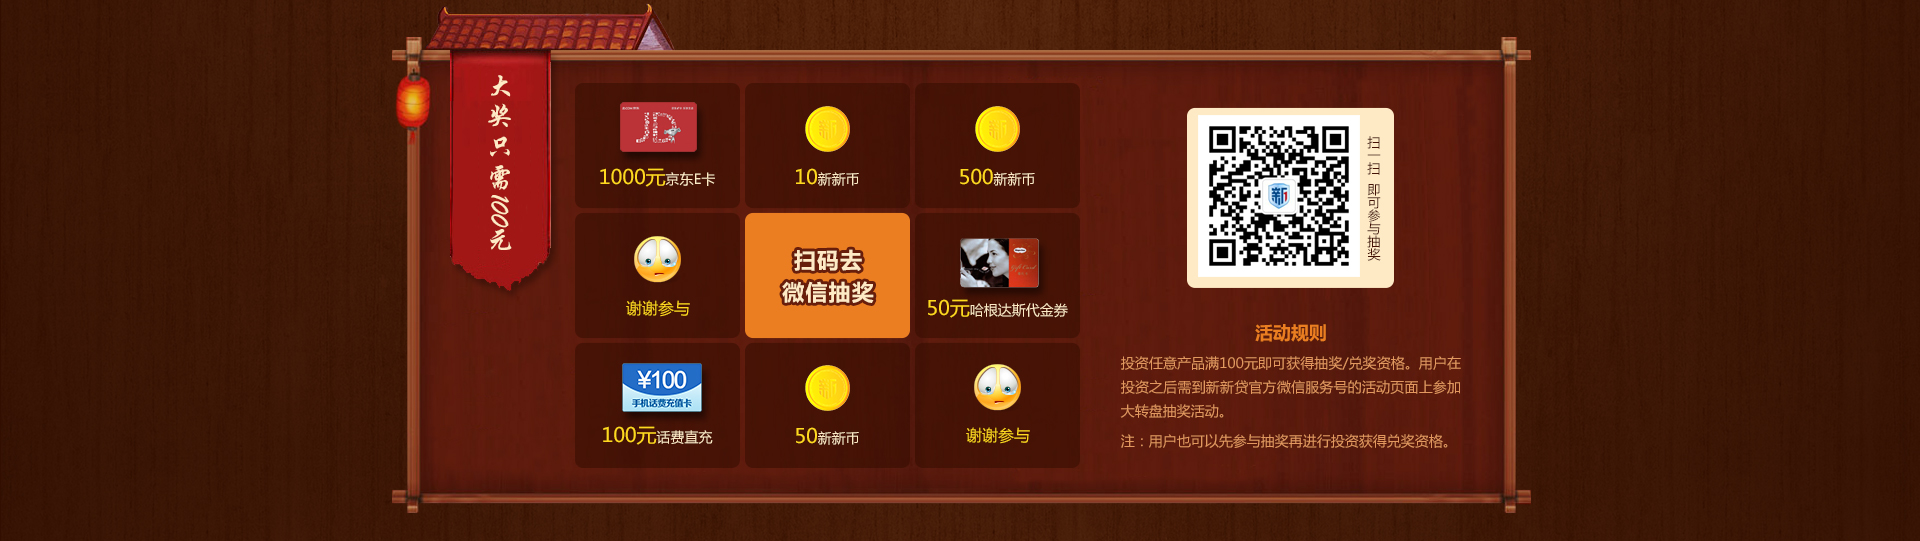 大奖只需100元
1000元京东E卡
10新新币
500新新币
谢谢参与
扫码去
微信抽奖
50元哈根达斯代金券
¥100
手机话费充值卡
100元话费直充
50新新币
谢谢参与
新
扫一扫 即可参与抽奖
活动规则
投资任意产品满100元即可获得抽奖/兑奖资格。用户在
投资之后需到新新贷官方微信服务号的活动页面上参加
大转盘抽奖活动。
注：用户也可以先参与抽奖再进行投资获得兑奖资格。